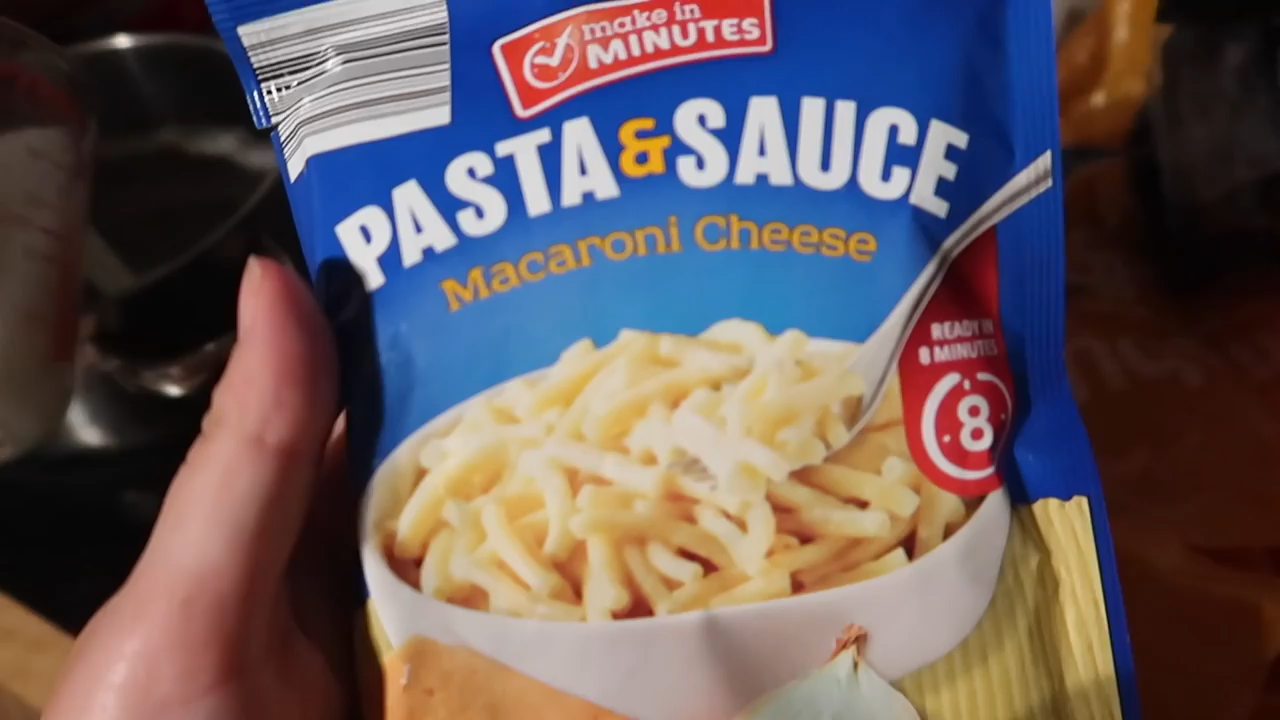 make in
MINUTES
PASTA & SAUCE
Macaroni Cheese
READY IN
8 MINUTES
8